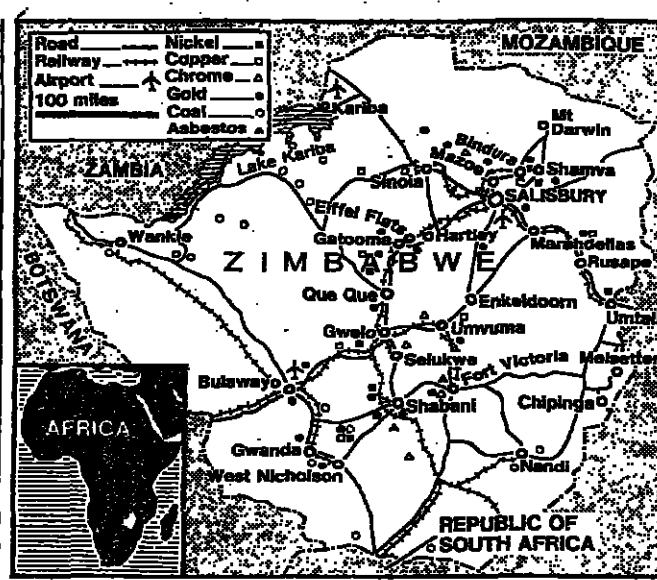 Road
Railway
Airport
100 miles
Nickel
Copper
Chrome
Gold
Coal
Asbestos
MOZAMBIQUE
ZAMBIA
Kariba
Lake Kariba
Mt
Darwin
Bindura
Mazoe
Shamva
Sinoia
SALISBURY
Eiffel Flats
Wankie
Gatooma
Hartley
Marandellas
Rusape
ZIMBABWE
BOTSWANA
Que Que
Enkeldoorn
Umtali
Gwelo
Umvuma
Selukwe
Melsetter
Bulawayo
Fort Victoria
Shabani
Chipinga
AFRICA
Gwanda
West Nicholson
Nandi
REPUBLIC OF
SOUTH AFRICA